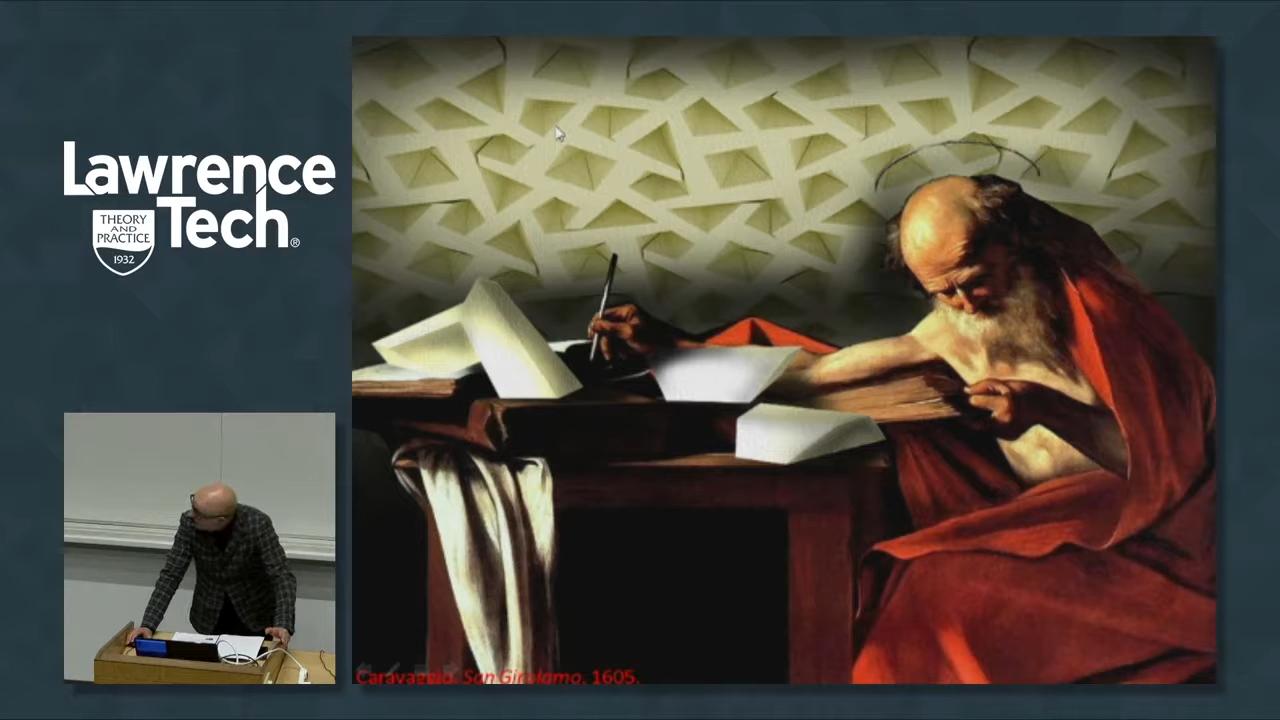 Lawrence
Tech®
THEORY
AND
PRACTICE
1932
Caravaggio. San Girolamo. 1605.